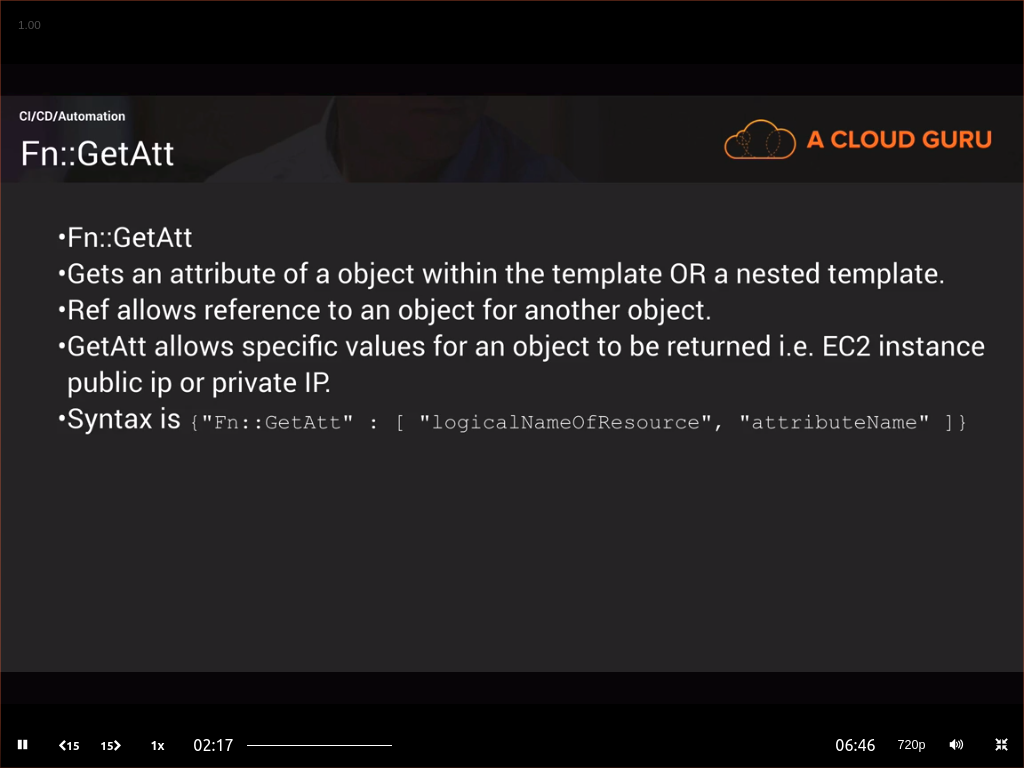 1.00
CI/CD/Automation
Fn::GetAtt
A CLOUD GURU
•Fn::GetAtt
•Gets an attribute of a object within the template OR a nested template.
•Ref allows reference to an object for another object.
•GetAtt allows specific values for an object to be returned i.e. EC2 instance
public ip or private IP.
•Syntax is {"Fn::GetAtt" : [ "logicalNameOfResource", "attributeName" ]}
15 15 1x 02:17 06:46 720p